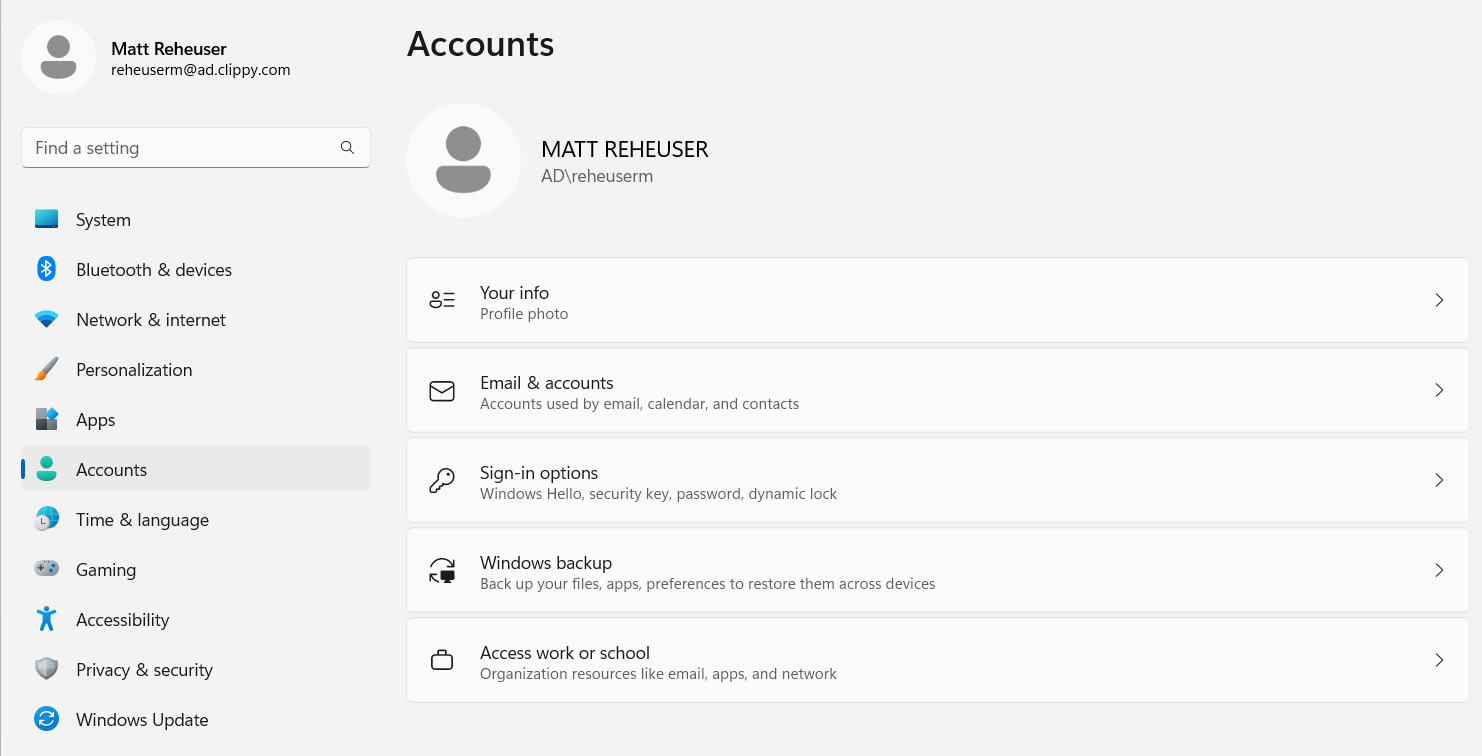 Matt Reheuser
reheuserm@ad.clippy.com
Find a setting
System
Bluetooth & devices
Network & internet
Personalization
Apps
Accounts
Time & language
Gaming
Accessibility
Privacy & security
Windows Update
Accounts
MATT REHEUSER
AD\reheuserm
Your info
Profile photo
Email & accounts
Accounts used by email, calendar, and contacts
Sign-in options
Windows Hello, security key, password, dynamic lock
Windows backup
Back up your files, apps, preferences to restore them across devices
Access work or school
Organization resources like email, apps, and network